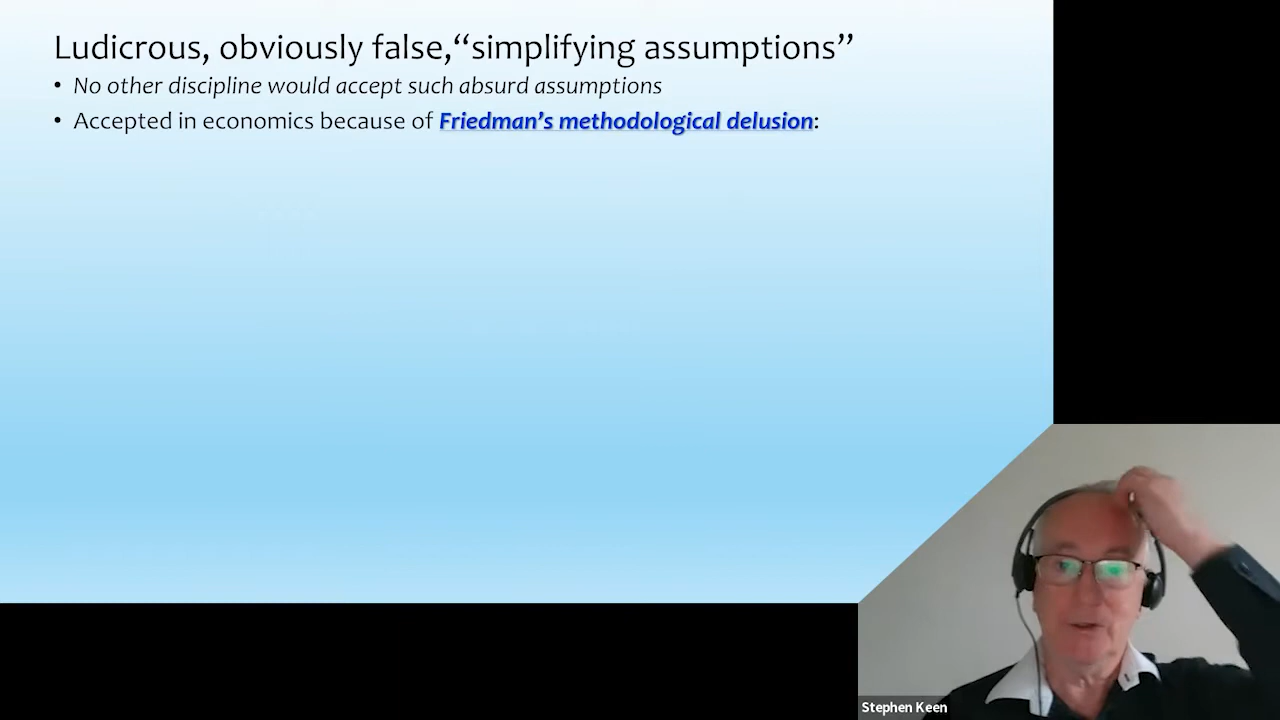 Ludicrous, obviously false,“simplifying assumptions”
• No other discipline would accept such absurd assumptions
• Accepted in economics because of Friedman’s methodological delusion:
Stephen Keen